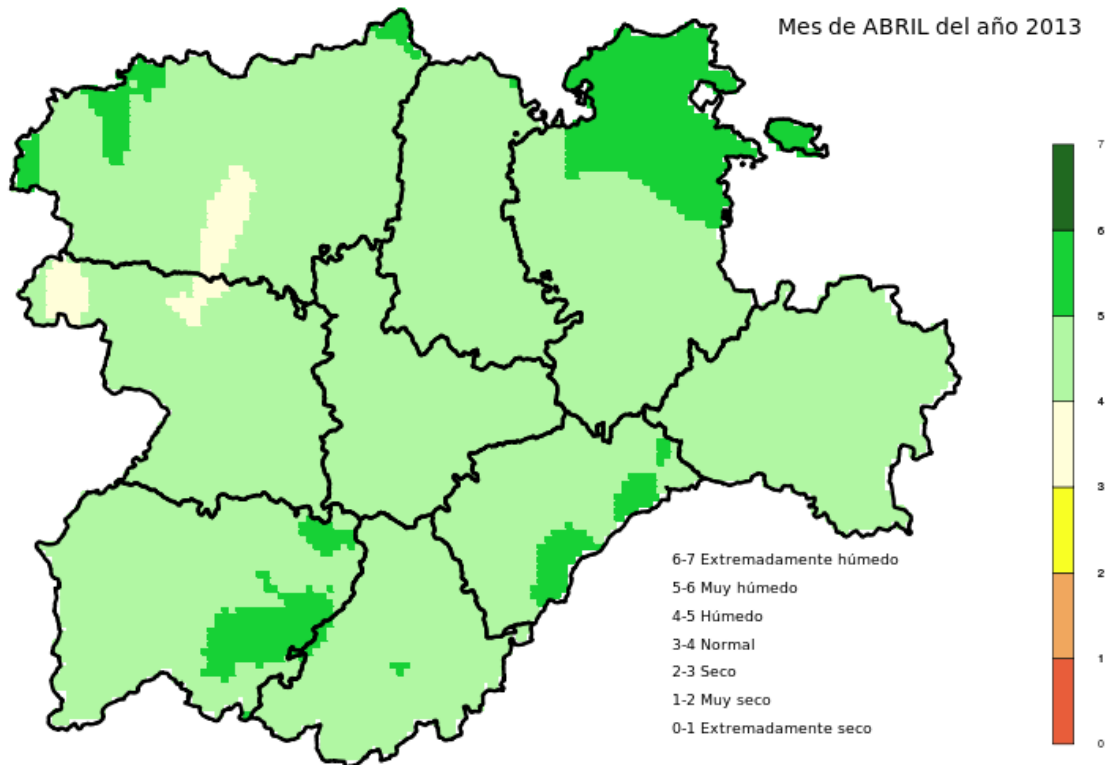 Mes de ABRIL del año 2013
7
6
5
4
3
2
1
0
6-7 Extremadamente húmedo
5-6 Muy húmedo
4-5 Húmedo
3-4 Normal
2-3 Seco
1-2 Muy seco
0-1 Extremadamente seco